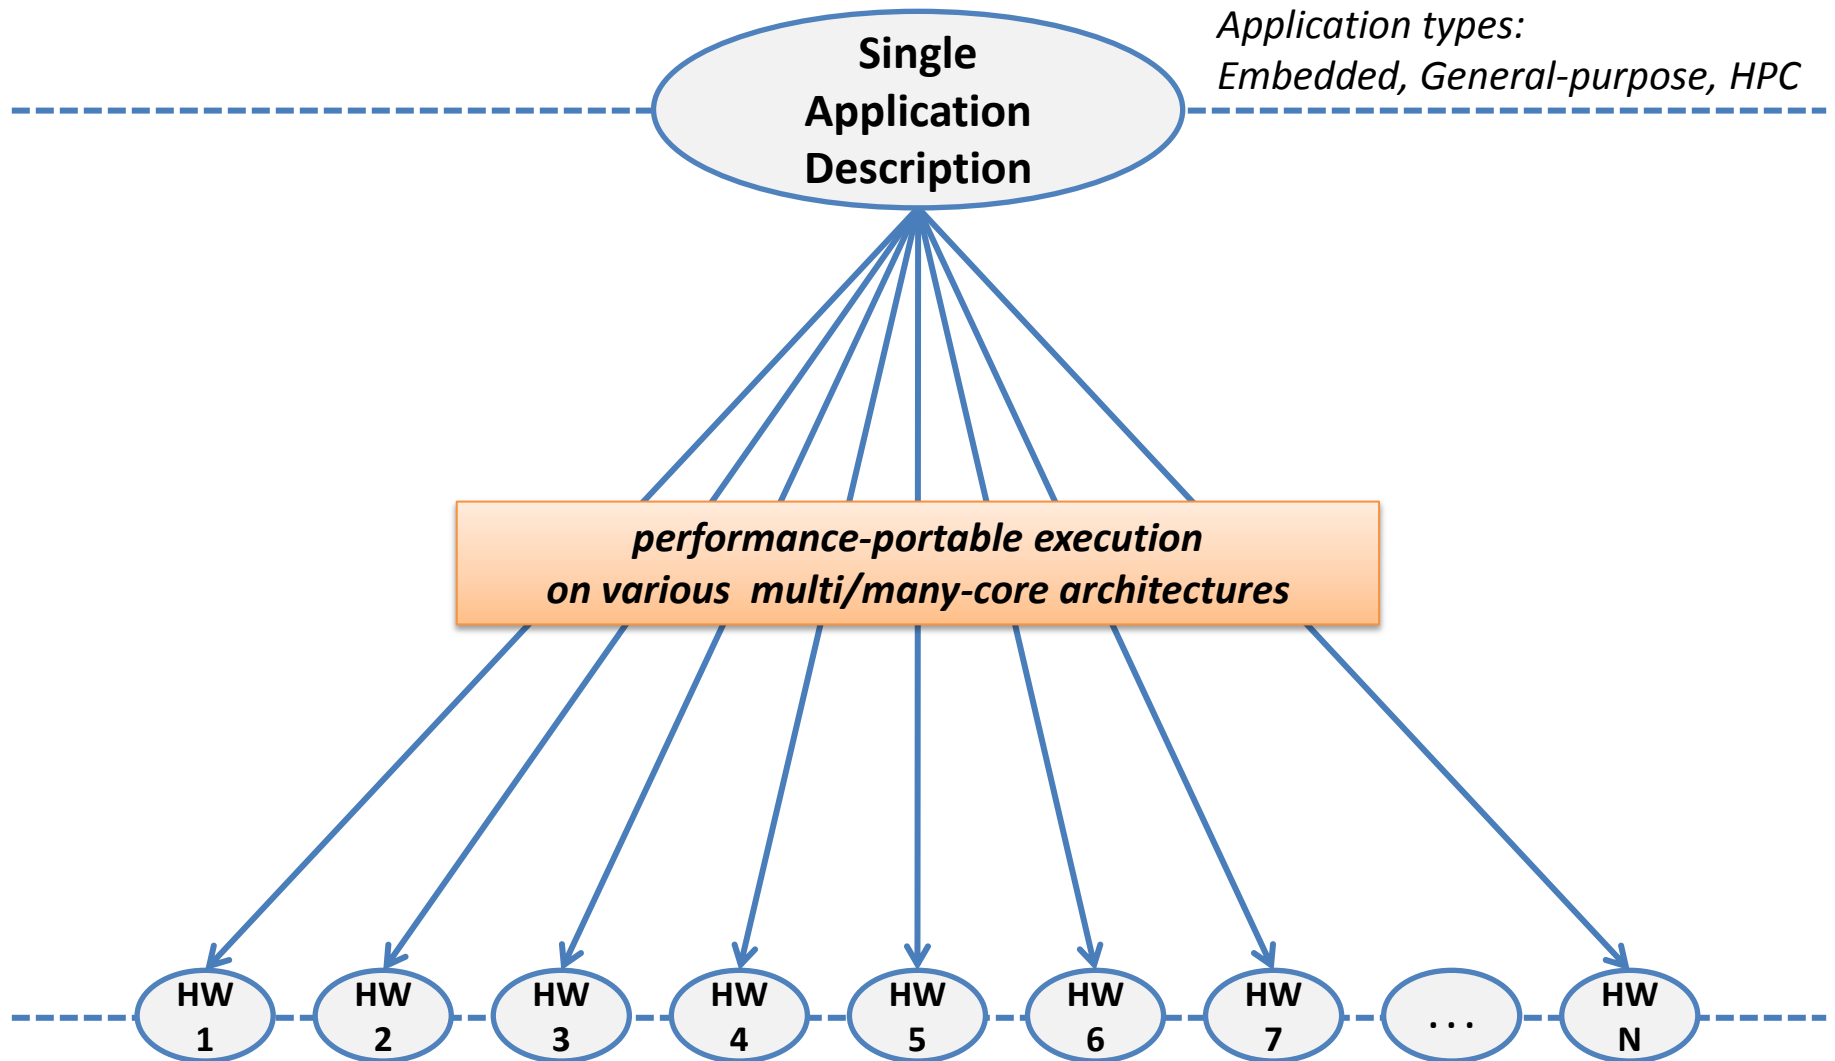 Single
Application
Description
Application types:
Embedded, General-purpose, HPC
performance-portable execution
on various  multi/many-core architectures
HW
1
HW
2
HW
3
HW
4
HW
5
HW
6
HW
7
...
HW
N